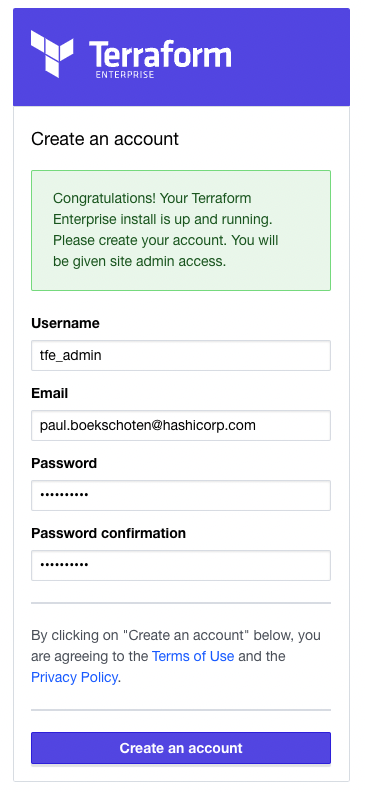 Terraform
ENTERPRISE
Create an account
Congratulations! Your Terraform
Enterprise install is up and running.
Please create your account. You will
be given site admin access.
Username
tfe_admin
Email
paul.boekschoten@hashicorp.com
Password
••••••••••
Password confirmation
••••••••••
By clicking on "Create an account" below, you
are agreeing to the Terms of Use and the
Privacy Policy.
Create an account